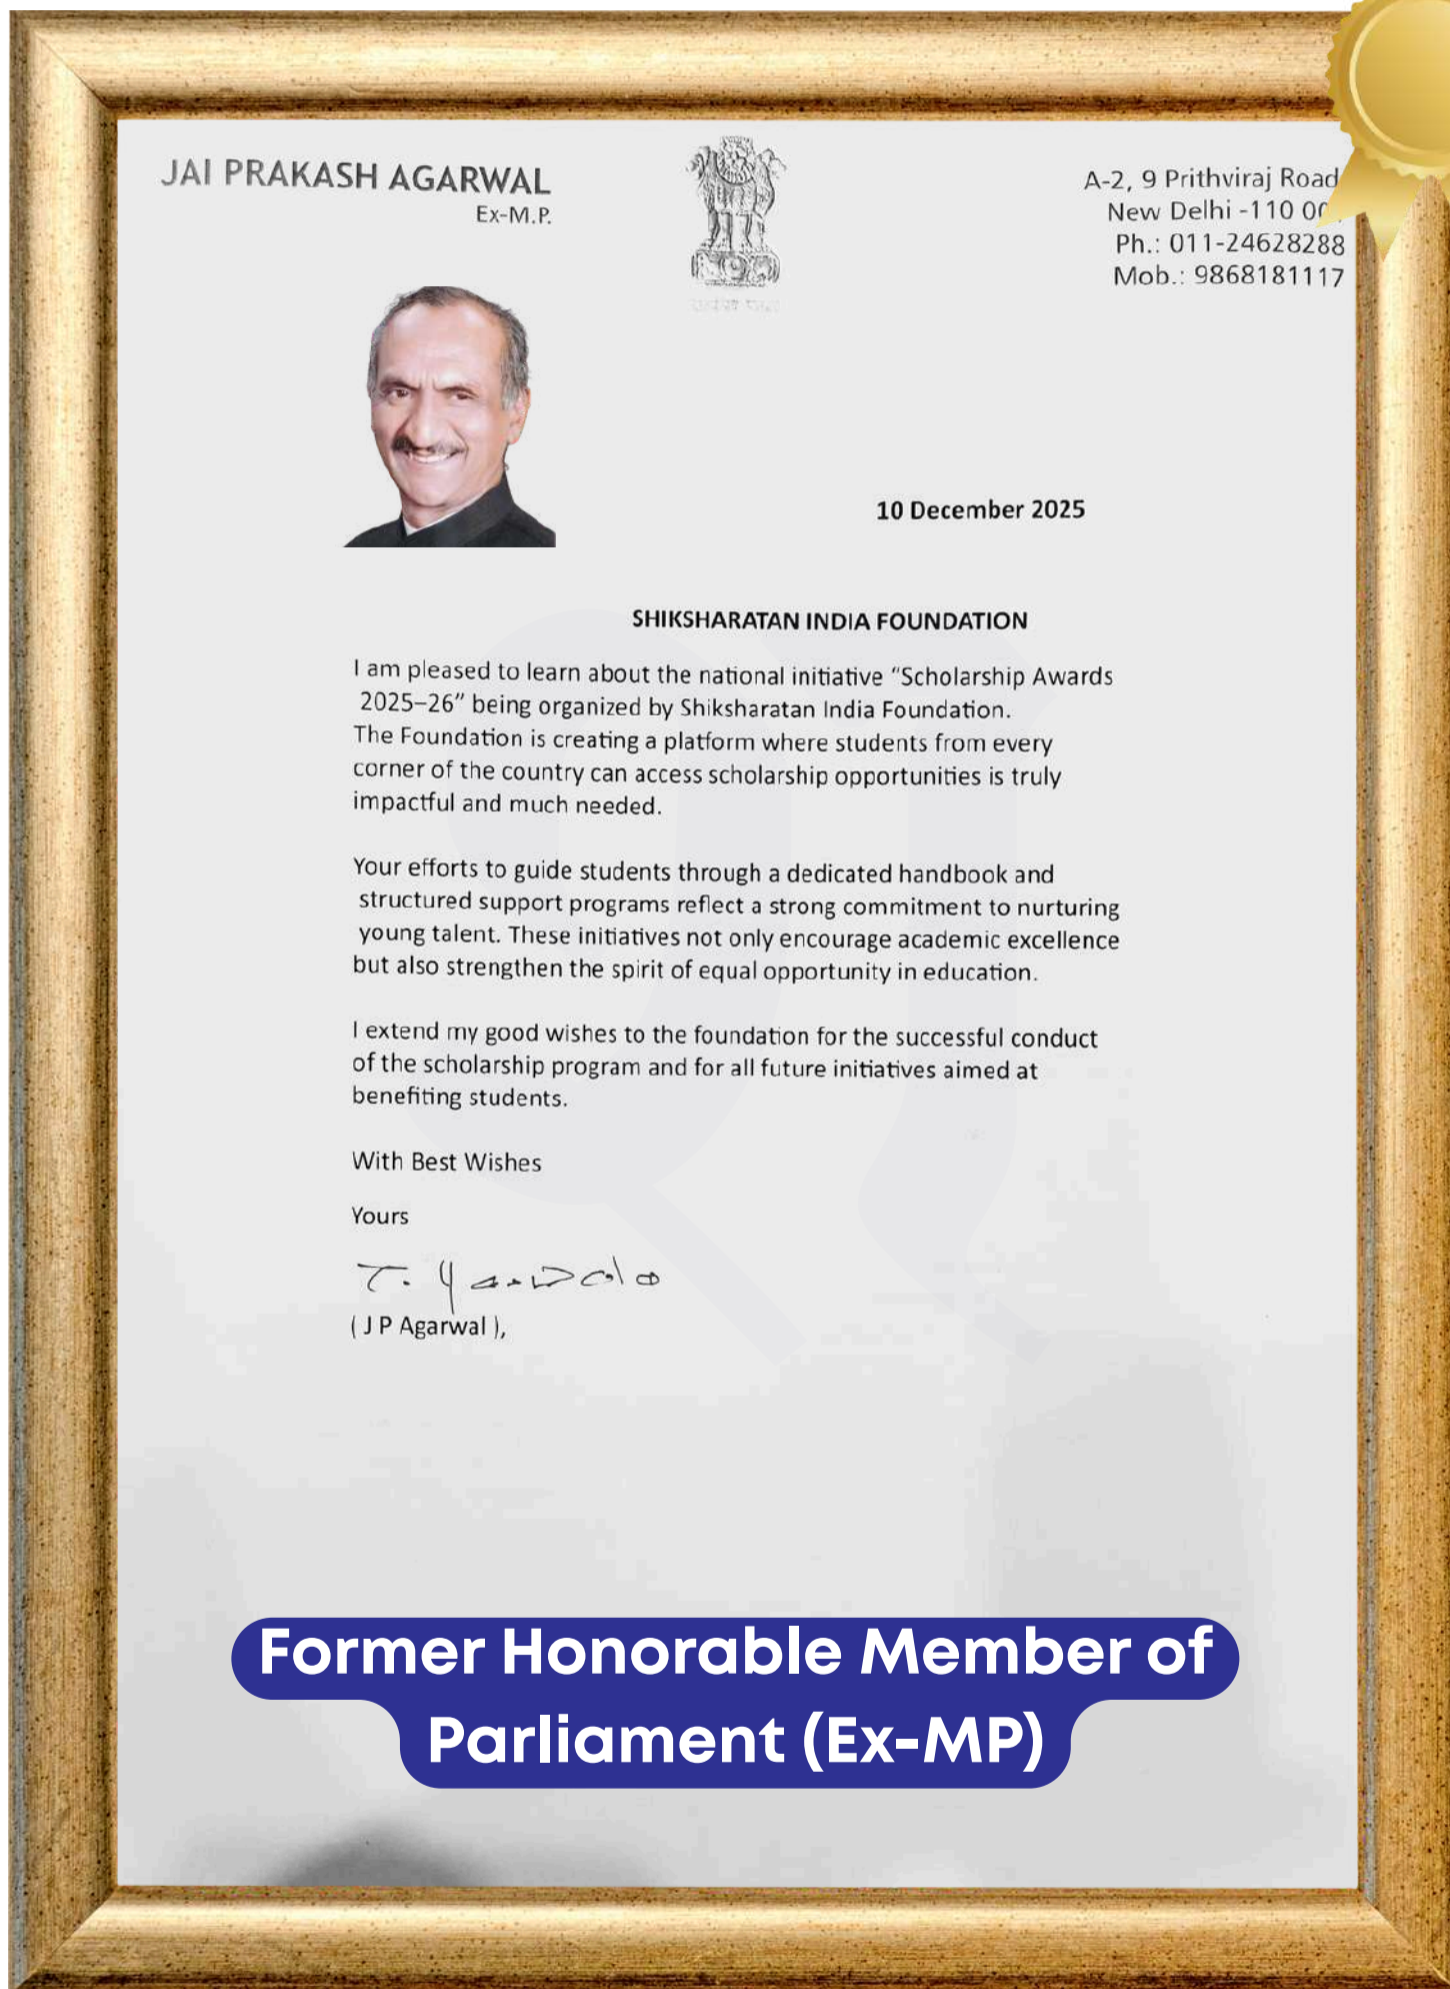 JAI PRAKASH AGARWAL
Ex-M.P.
A-2, 9 Prithviraj Road
New Delhi -110
Ph.: 011-24628288
Mob.: 9868181117
10 December 2025
SHIKSHARATAN INDIA FOUNDATION
I am pleased to learn about the national initiative “Scholarship Awards
2025–26” being organized by Shiksharatan India Foundation.
The Foundation is creating a platform where students from every
corner of the country can access scholarship opportunities is truly
impactful and much needed.
Your efforts to guide students through a dedicated handbook and
structured support programs reflect a strong commitment to nurturing
young talent. These initiatives not only encourage academic excellence
but also strengthen the spirit of equal opportunity in education.
I extend my good wishes to the foundation for the successful conduct
of the scholarship program and for all future initiatives aimed at
benefiting students.
With Best Wishes
Yours
( J P Agarwal ),
Former Honorable Member of
Parliament (Ex-MP)